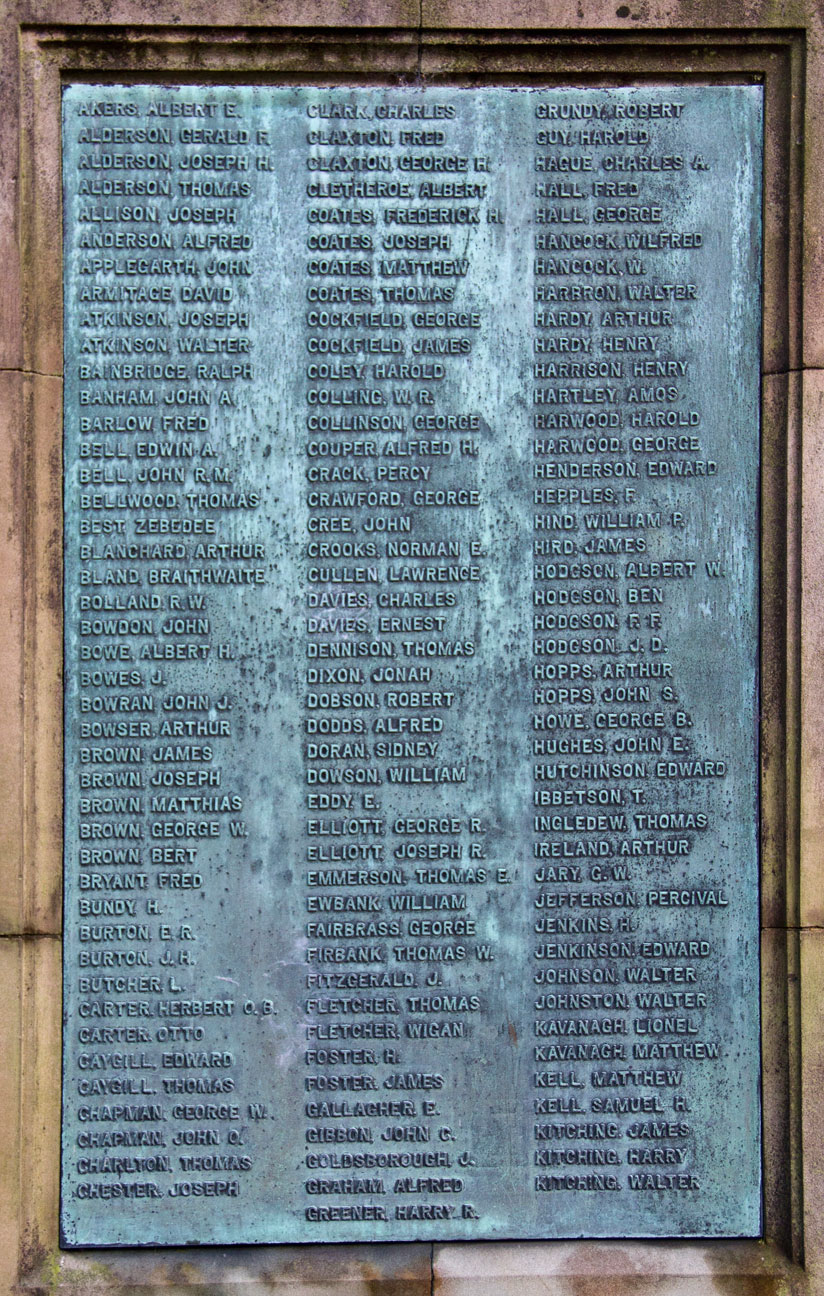 AKERS, ALBERT E.
ALDERSON, GERALD F.
ALDERSON, JOSEPH H.
ALDERSON, THOMAS
ALLISON, JOSEPH
ANDERSON, ALFRED
APPLEGARTH, JOHN
ARMITAGE, DAVID
ATKINSON, JOSEPH
ATKINSON, WALTER
BAINBRIDGE, RALPH
BANHAM, JOHN A.
BARLOW, FRED
BELL, EDWIN A.
BELL, JOHN R. M.
BELLWOOD, THOMAS
BEST, ZEBEDEE
BLANCHARD, ARTHUR
BLAND, BRAITHWAITE
BOLLAND, R. W.
BOWDON, JOHN
BOWE, ALBERT H.
BOWES, J.
BOWRAN, JOHN J.
BOWSER, ARTHUR
BROWN, JAMES
BROWN, JOSEPH
BROWN, MATTHIAS
BROWN, GEORGE W.
BROWN, BERT
BRYANT, FRED
BUNDY, H.
BURTON, E. R.
BURTON, J. H.
BUTCHER, L.
CARTER, HERBERT O. B.
CARTER, OTTO
CAYGILL, EDWARD
CAYGILL, THOMAS
CHAPMAN, GEORGE W.
CHAPMAN, JOHN O.
CHARLTON, THOMAS
CHESTER, JOSEPH
CLARK, CHARLES
CLAXTON, FRED
CLAXTON, GEORGE H.
CLETHEROE, ALBERT
COATES, FREDERICK H.
COATES, JOSEPH
COATES, MATTHEW
COATES, THOMAS
COCKFIELD, GEORGE
COCKFIELD, JAMES
COLEY, HAROLD
COLLING, W. R.
COLLINSON, GEORGE
COUPER, ALFRED H.
CRACK, PERCY
CRAWFORD, GEORGE
CREE, JOHN
CROOKS, NORMAN E.
CULLEN, LAWRENCE
DAVIES, CHARLES
DAVIES, ERNEST
DENNISON, THOMAS
DIXON, JONAH
DOBSON, ROBERT
DODDS, ALFRED
DORAN, SIDNEY
DOWSON, WILLIAM
EDDY, E.
ELLIOTT, GEORGE R.
ELLIOTT, JOSEPH R.
EMMERSON, THOMAS E.
EWBANK, WILLIAM
FAIRBRASS, GEORGE
FIRBANK, THOMAS W.
FITZGERALD, J.
FLETCHER, THOMAS
FLETCHER, WIGAN
FOSTER, H.
FOSTER, JAMES
GALLAGHER, E.
GIBBON, JOHN C.
GOLDSBOROUGH, J.
GRAHAM, ALFRED
GREENER, HARRY R.
GRUNDY, ROBERT
GUY, HAROLD
HAGUE, CHARLES A.
HALL, FRED
HALL, GEORGE
HANCOCK, WILFRED
HANCOCK, W.
HARBRON, WALTER
HARDY, ARTHUR
HARDY, HENRY
HARRISON, HENRY
HARTLEY, AMOS
HARWOOD, HAROLD
HARWOOD, GEORGE
HENDERSON, EDWARD
HEPPLES, F.
HIND, WILLIAM P.
HIRD, JAMES
HODGSON, ALBERT W.
HODGSON, BEN
HODGSON, F. F.
HODGSON, J. D.
HOPPS, ARTHUR
HOPPS, JOHN S.
HOWE, GEORGE B.
HUGHES, JOHN E.
HUTCHINSON, EDWARD
IBBETSON, T.
INGLEDEW, THOMAS
IRELAND, ARTHUR
JARY, G. W.
JEFFERSON, PERCIVAL
JENKINS, H.
JENKINSON, EDWARD
JOHNSON, WALTER
JOHNSTON, WALTER
KAVANAGH, LIONEL
KAVANAGH, MATTHEW
KELL, MATTHEW
KELL, SAMUEL H.
KITCHING, JAMES
KITCHING, HARRY
KITCHING, WALTER